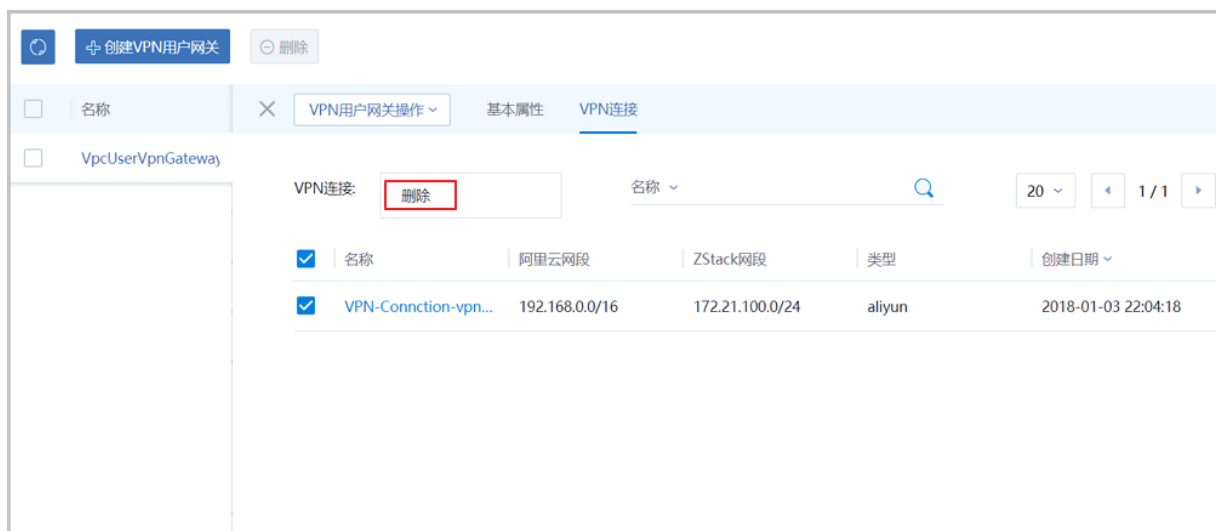 创建VPN用户网关 删除
名称 VPN用户网关操作 基本属性 VPN连接
VpcUserVpnGateway
VPN连接: 删除 名称 20 1 / 1
名称 阿里云网段 ZStack网段 类型 创建日期
VPN-Connction-vpn... 192.168.0.0/16 172.21.100.0/24 aliyun 2018-01-03 22:04:18